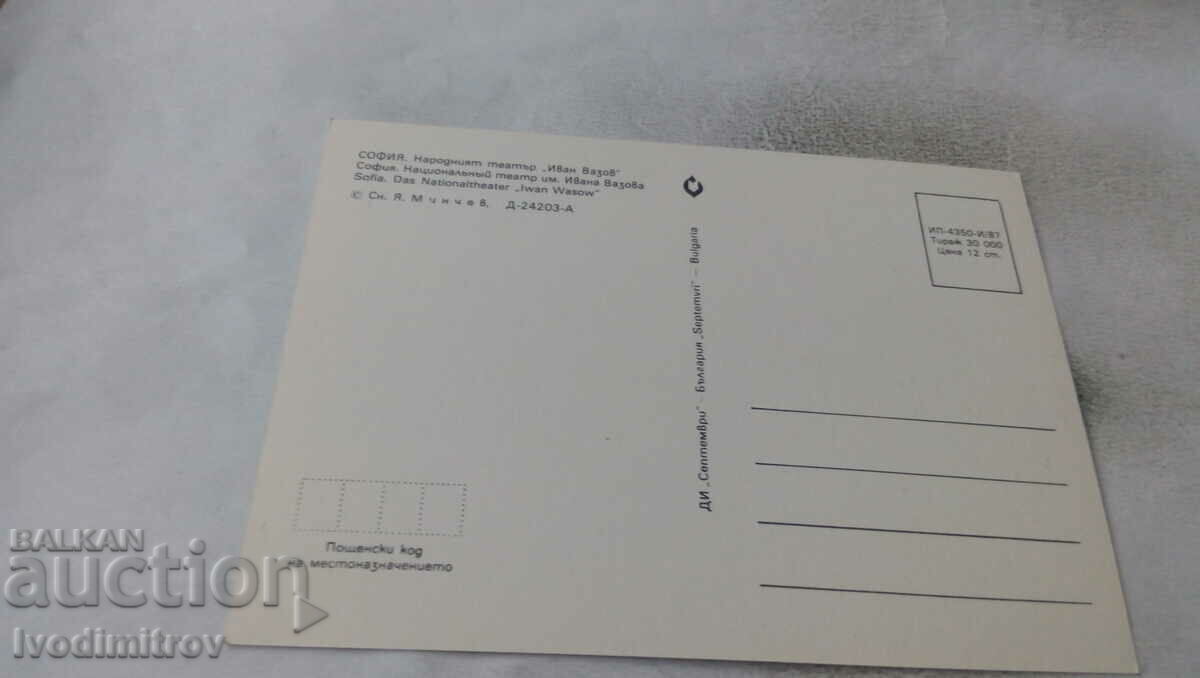 СОФИЯ. Народният театър „Иван Вазов"
София. Национальный театр им. Ивана Вазова
Sofia. Das Nationaltheater „Iwan Wasow"
© Сн. Я. Минчев, Д-24203-А
ДИ „Септември" – България „Septemvri" – Bulgaria
ИП-4350-И/87
Тираж 30 000
Цена 12 ст.
Пощенски код
на местоназначението
BALKAN
auction
Ivodimitrov